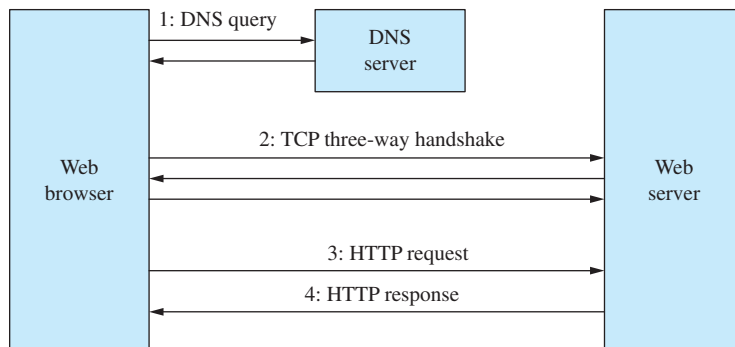 1: DNS query
DNS
server
2: TCP three-way handshake
Web
browser
Web
server
3: HTTP request
4: HTTP response